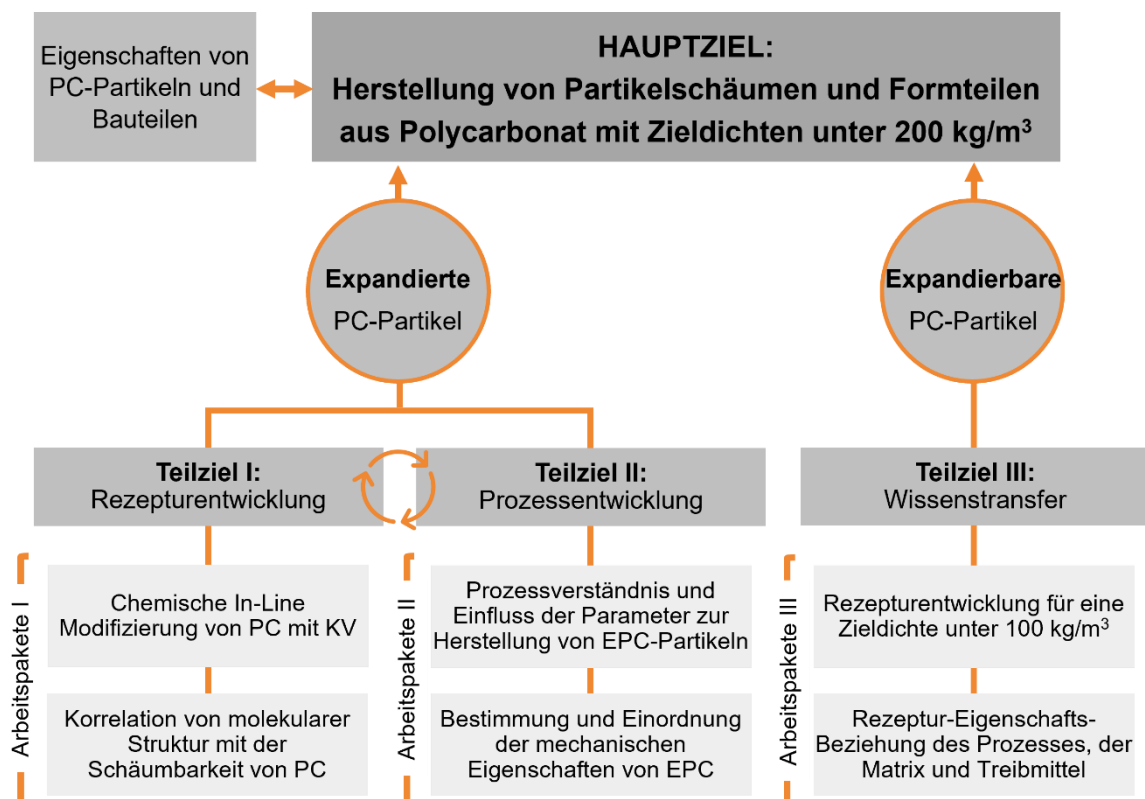 Eigenschaften von
PC-Partikeln und
Bauteilen
HAUPTZIEL:
Herstellung von Partikelschäumen und Formteilen
aus Polycarbonat mit Zieldichten unter 200 kg/m³
Expandierte
PC-Partikel
Expandierbare
PC-Partikel
Teilziel I:
Rezepturentwicklung
Teilziel II:
Prozessentwicklung
Teilziel III:
Wissenstransfer
Arbeitspakete I
Chemische In-Line
Modifizierung von PC mit KV
Korrelation von molekularer
Struktur mit der
Schäumbarkeit von PC
Arbeitspakete II
Prozessverständnis und
Einfluss der Parameter zur
Herstellung von EPC-Partikeln
Bestimmung und Einordnung
der mechanischen
Eigenschaften von EPC
Arbeitspakete III
Rezepturentwicklung für eine
Zieldichte unter 100 kg/m³
Rezeptur-Eigenschafts-
Beziehung des Prozesses, der
Matrix und Treibmittel